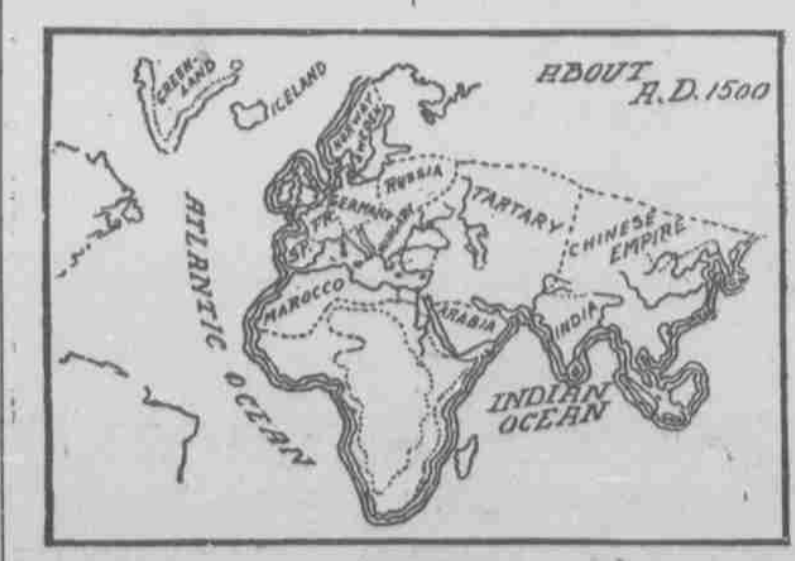 ABOUT
A.D. 1500
GREEN-
LAND
ICELAND
NORWAY
SWEDEN
RUSSIA
GERMANY
FR.
SP.
TARTARY
CHINESE
EMPIRE
MAROCCO
ARABIA
INDIA
ATLANTIC OCEAN
INDIAN
OCEAN